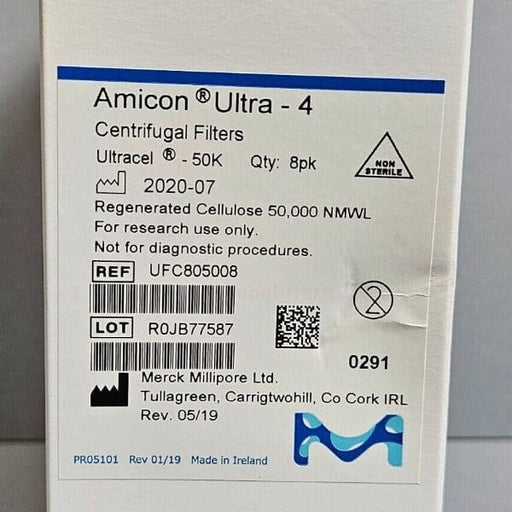 Amicon® Ultra - 4
Centrifugal Filters
Ultracel ® - 50K Qty: 8pk
NON
STERILE
2020-07
Regenerated Cellulose 50,000 NMWL
For research use only.
Not for diagnostic procedures.
REF UFC805008
2
LOT R0JB77587
0291
Merck Millipore Ltd.
Tullagreen, Carrigtwohill, Co Cork IRL
Rev. 05/19
M
PR05101 Rev 01/19 Made in Ireland